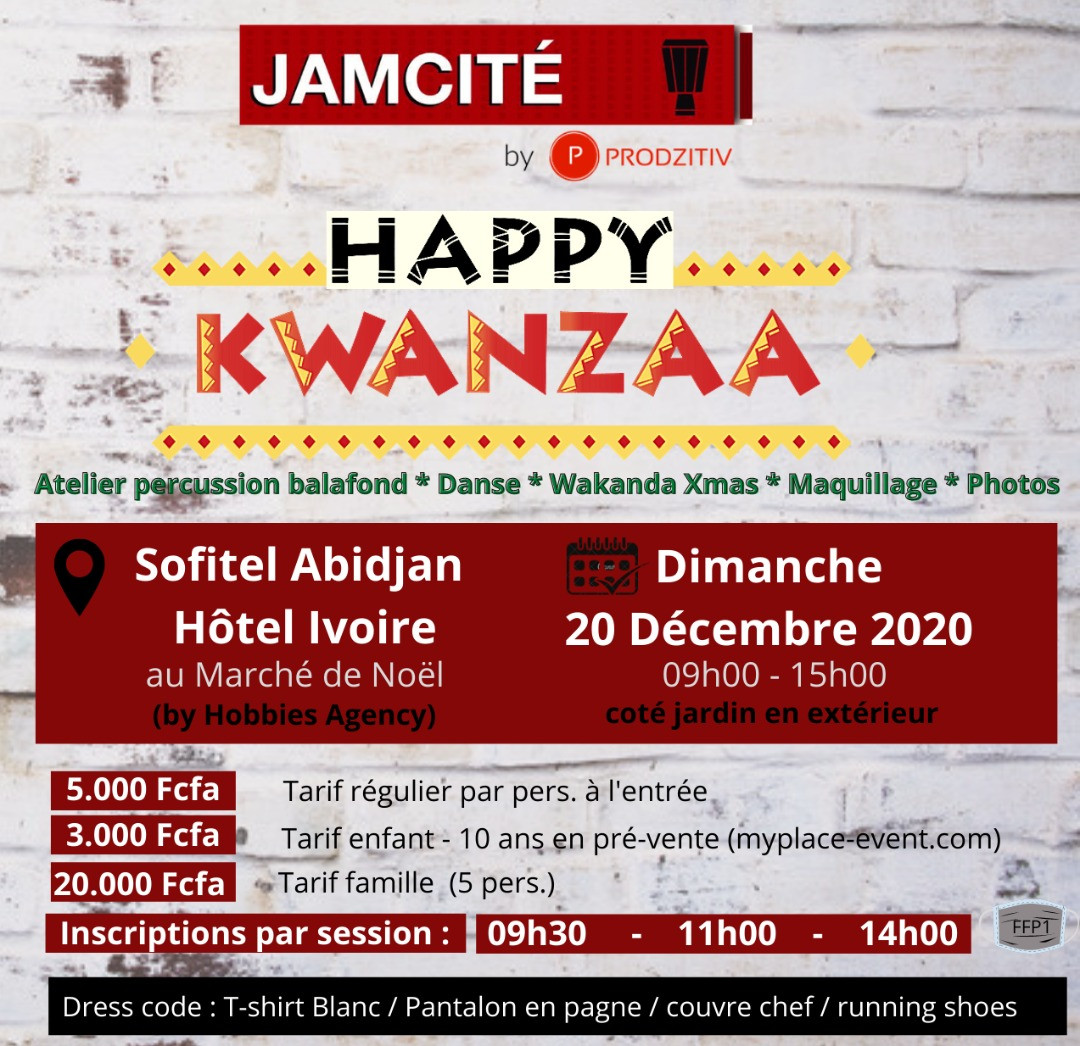 JAMCITÉ
by P PRODZITIV
HAPPY
KWANZAA
Atelier percussion balafond * Danse * Wakanda Xmas * Maquillage * Photos
Sofitel Abidjan
Hôtel Ivoire
au Marché de Noël
(by Hobbies Agency)
Dimanche
20 Décembre 2020
09h00 - 15h00
coté jardin en extérieur
5.000 Fcfa Tarif régulier par pers. à l'entrée
3.000 Fcfa Tarif enfant - 10 ans en pré-vente (myplace-event.com)
20.000 Fcfa Tarif famille (5 pers.)
Inscriptions par session : 09h30 - 11h00 - 14h00
FFP1
Dress code : T-shirt Blanc / Pantalon en pagne / couvre chef / running shoes